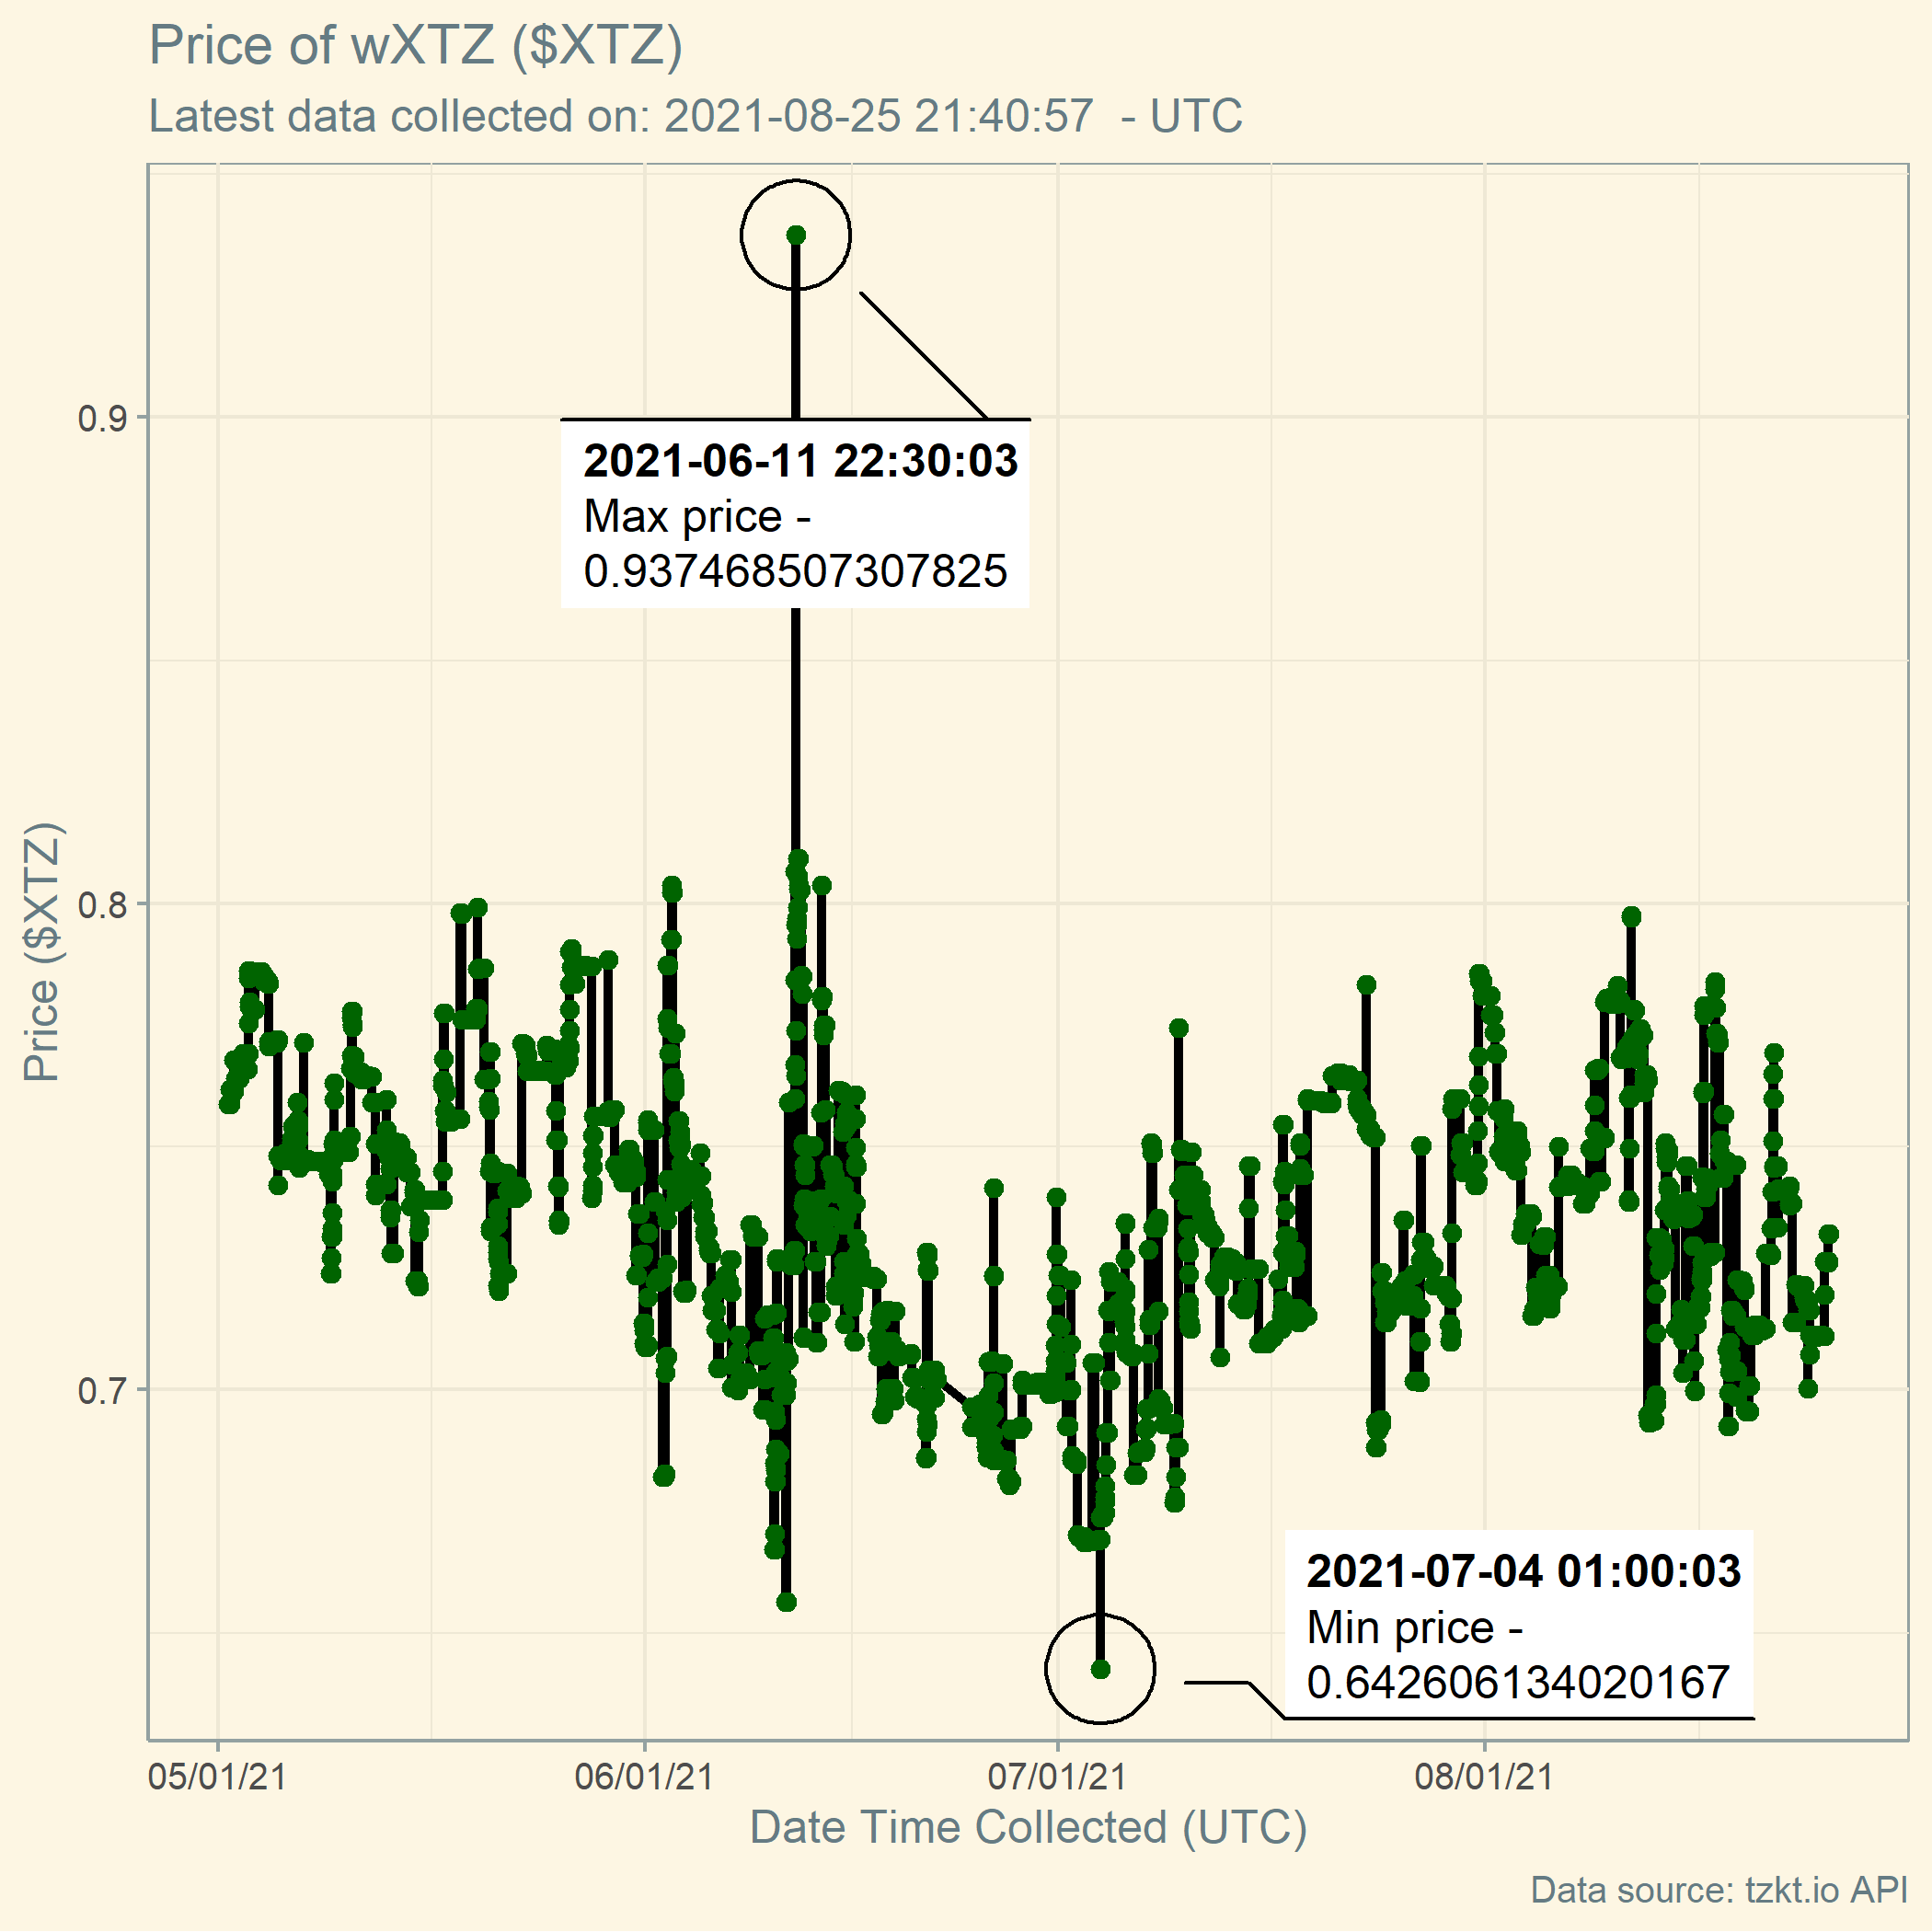 Price of wXTZ ($XTZ)
Latest data collected on: 2021-08-25 21:40:57  - UTC
0.9
2021-06-11 22:30:03
Max price -
0.937468507307825
0.8
Price ($XTZ)
0.7
2021-07-04 01:00:03
Min price -
0.642606134020167
05/01/21 06/01/21 07/01/21 08/01/21
Date Time Collected (UTC)
Data source: tzkt.io API